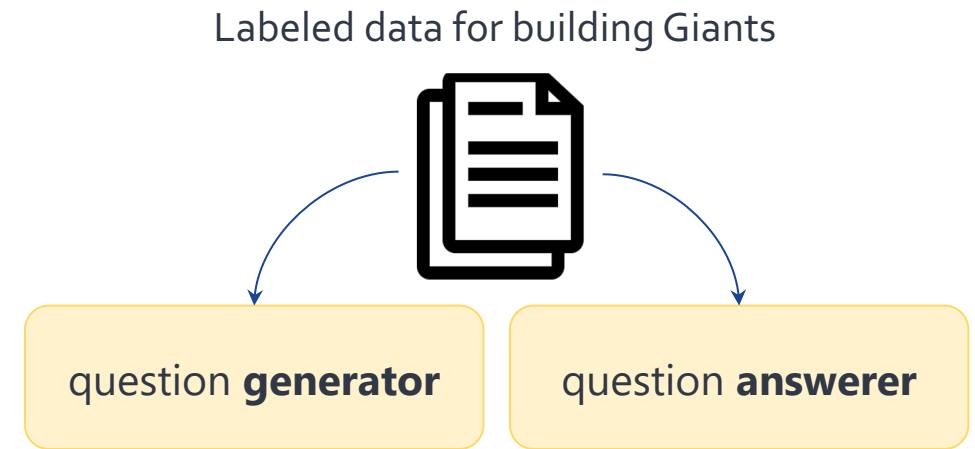 Labeled data for building Giants
question generator
question answerer